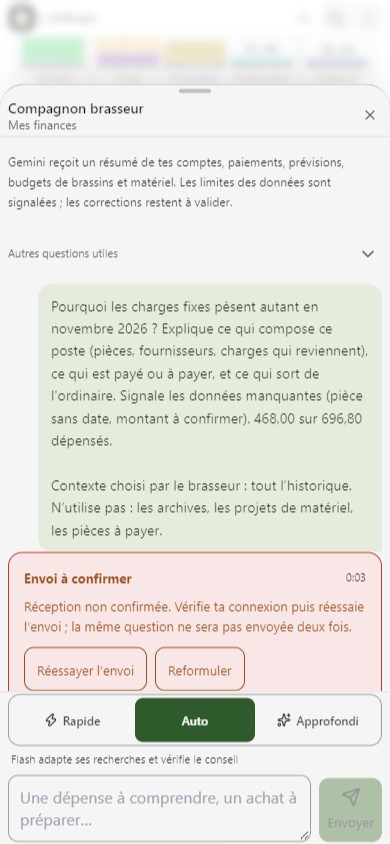 Compagnon brasseur
Mes finances
Gemini reçoit un résumé de tes comptes, paiements, prévisions,
budgets de brassins et matériel. Les limites des données sont
signalées ; les corrections restent à valider.
Autres questions utiles
Pourquoi les charges fixes pèsent autant en
novembre 2026 ? Explique ce qui compose ce
poste (pièces, fournisseurs, charges qui reviennent),
ce qui est payé ou à payer, et ce qui sort de
l'ordinaire. Signale les données manquantes (pièce
sans date, montant à confirmer). 468,00 sur 696,80
dépensés.
Contexte choisi par le brasseur : tout l'historique.
N'utilise pas : les archives, les projets de matériel,
les pièces à payer.
Envoi à confirmer
0:03
Réception non confirmée. Vérifie ta connexion puis réessaie
l'envoi ; la même question ne sera pas envoyée deux fois.
Réessayer l'envoi
Reformuler
Rapide
Auto
Approfondi
Flash adapte ses recherches et vérifie le conseil
Une dépense à comprendre, un achat à
préparer...
Envoyer